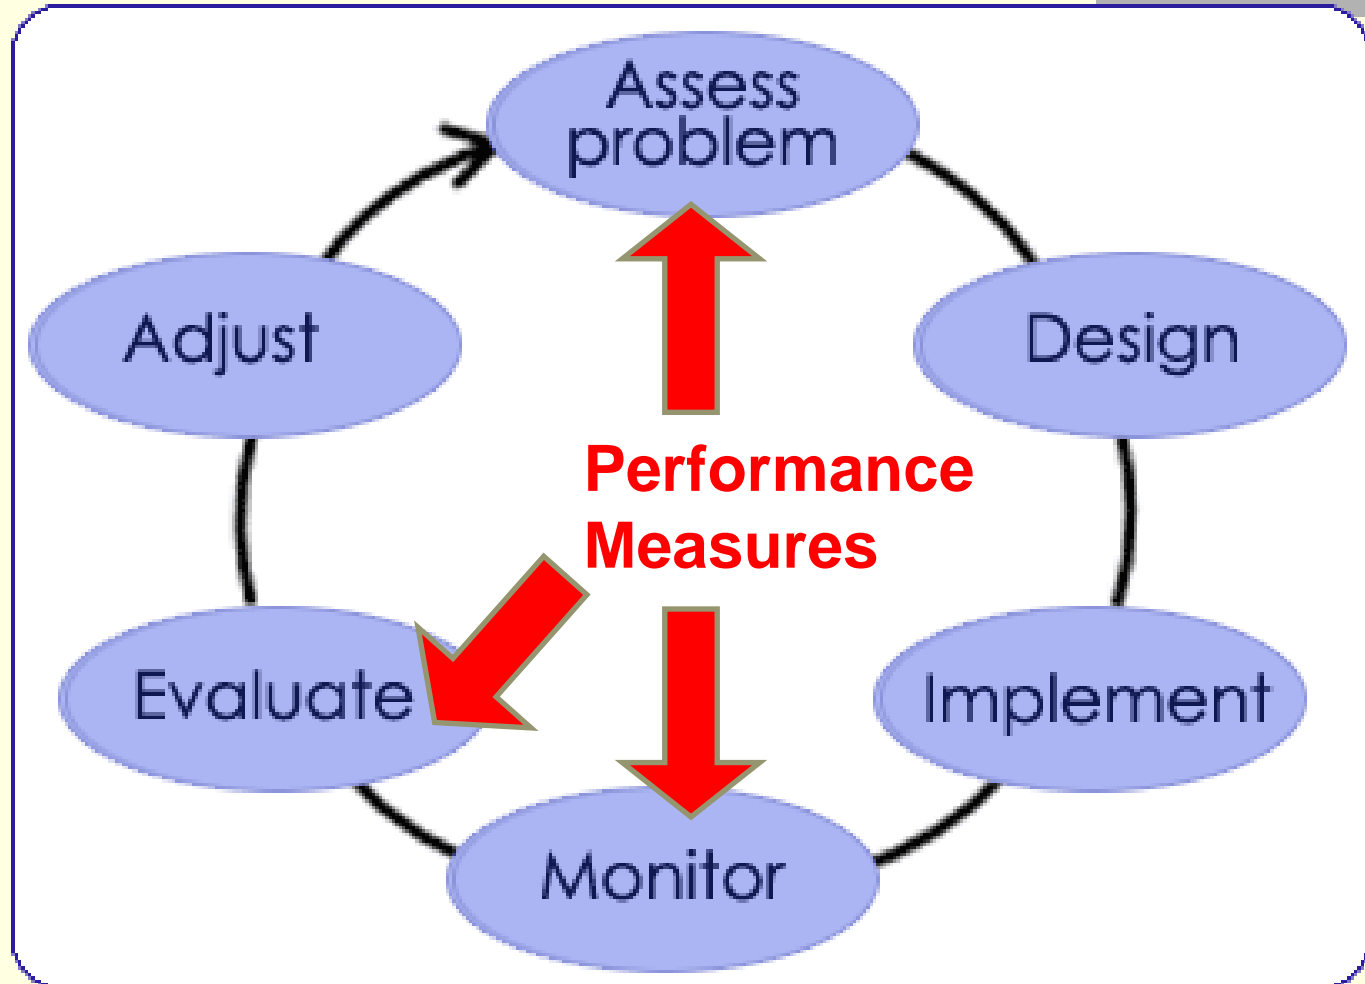 Assess
problem
Adjust
Design
Performance
Measures
Evaluate
Implement
Monitor